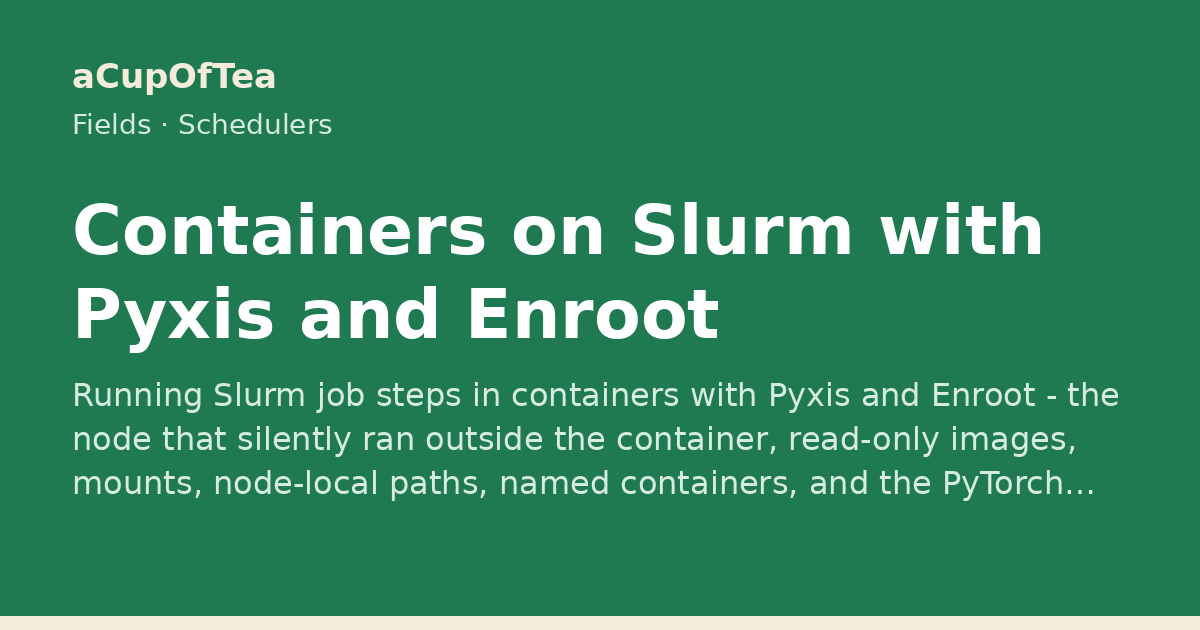 aCupOfTea
Fields · Schedulers
Containers on Slurm with
Pyxis and Enroot
Running Slurm job steps in containers with Pyxis and Enroot - the
node that silently ran outside the container, read-only images,
mounts, node-local paths, named containers, and the PyTorch…